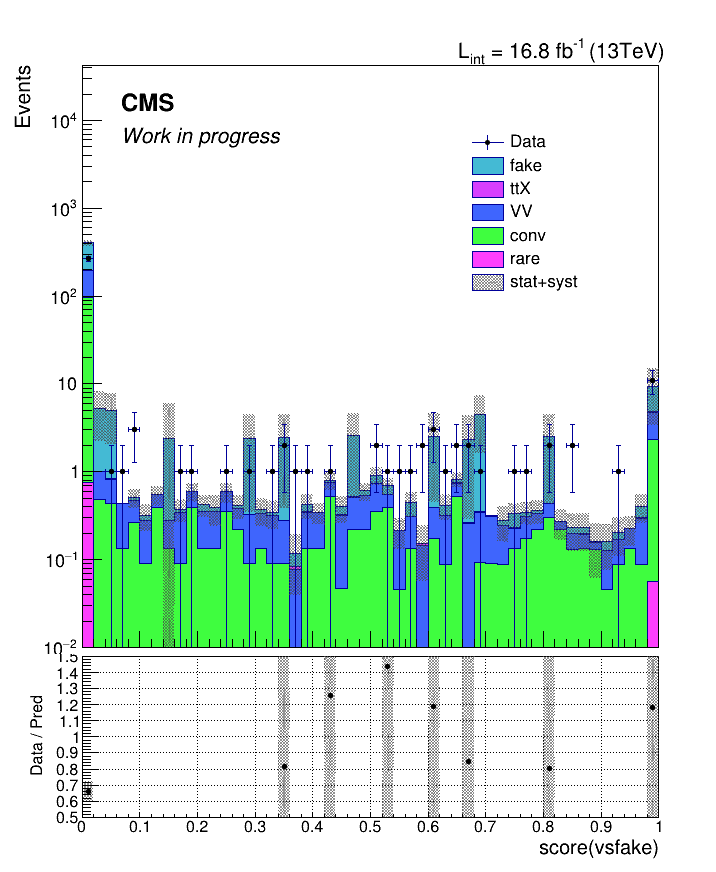 L_int = 16.8 fb^-1 (13TeV)
Events
CMS
Work in progress
Data
fake
ttX
VV
conv
rare
stat+syst
10^4
10^3
10^2
10
1
10^−1
10^−2
Data / Pred
1.5
1.4
1.3
1.2
1.1
1
0.9
0.8
0.7
0.6
0.5
0 0.1 0.2 0.3 0.4 0.5 0.6 0.7 0.8 0.9 1
score(vsfake)